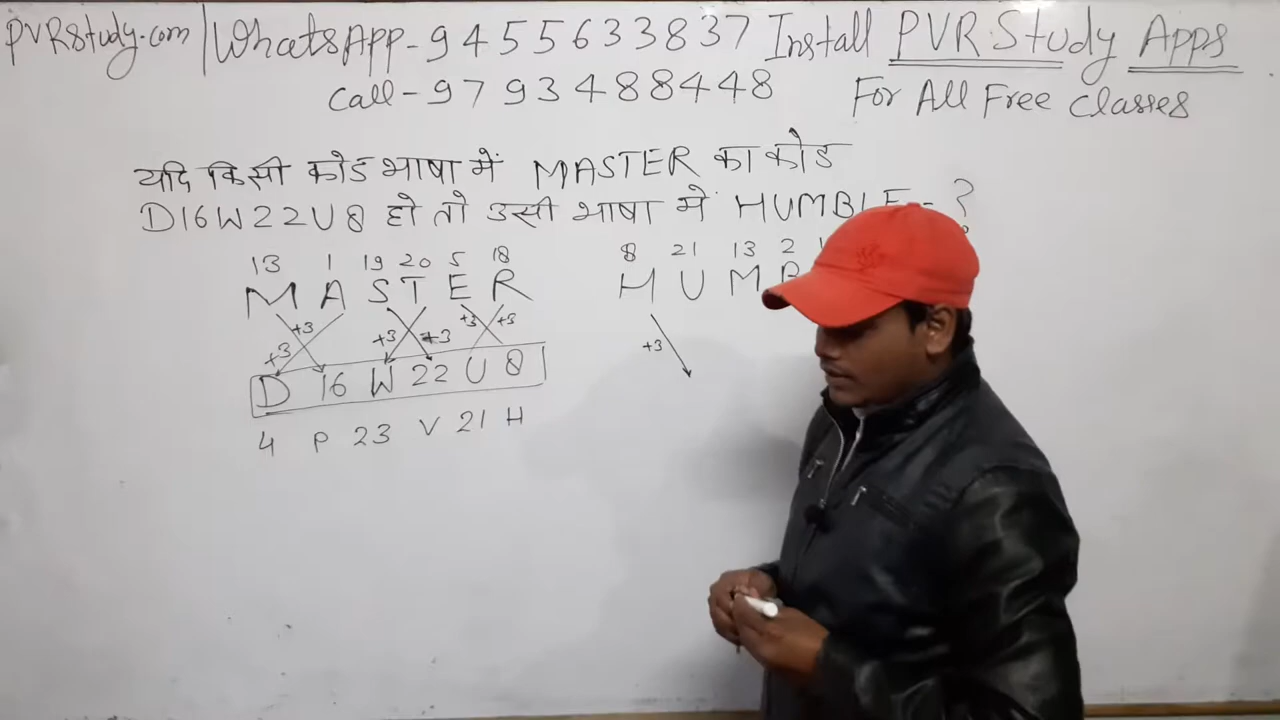 PVRStudy.com | WhatsApp - 9455633837 Install PVR Study Apps
Call - 9793488448 For All Free Classes
यदि किसी कोड भाषा में MASTER का कोड
D16W22U8 हो तो उसी भाषा में HUMBLE - ?
13 1 19 20 5 18 8 21 13 2
M A S T E R H U M B
+3 +3 +3 +3 +3 +3 +3
D 16 W 22 U 8
4 P 23 V 21 H